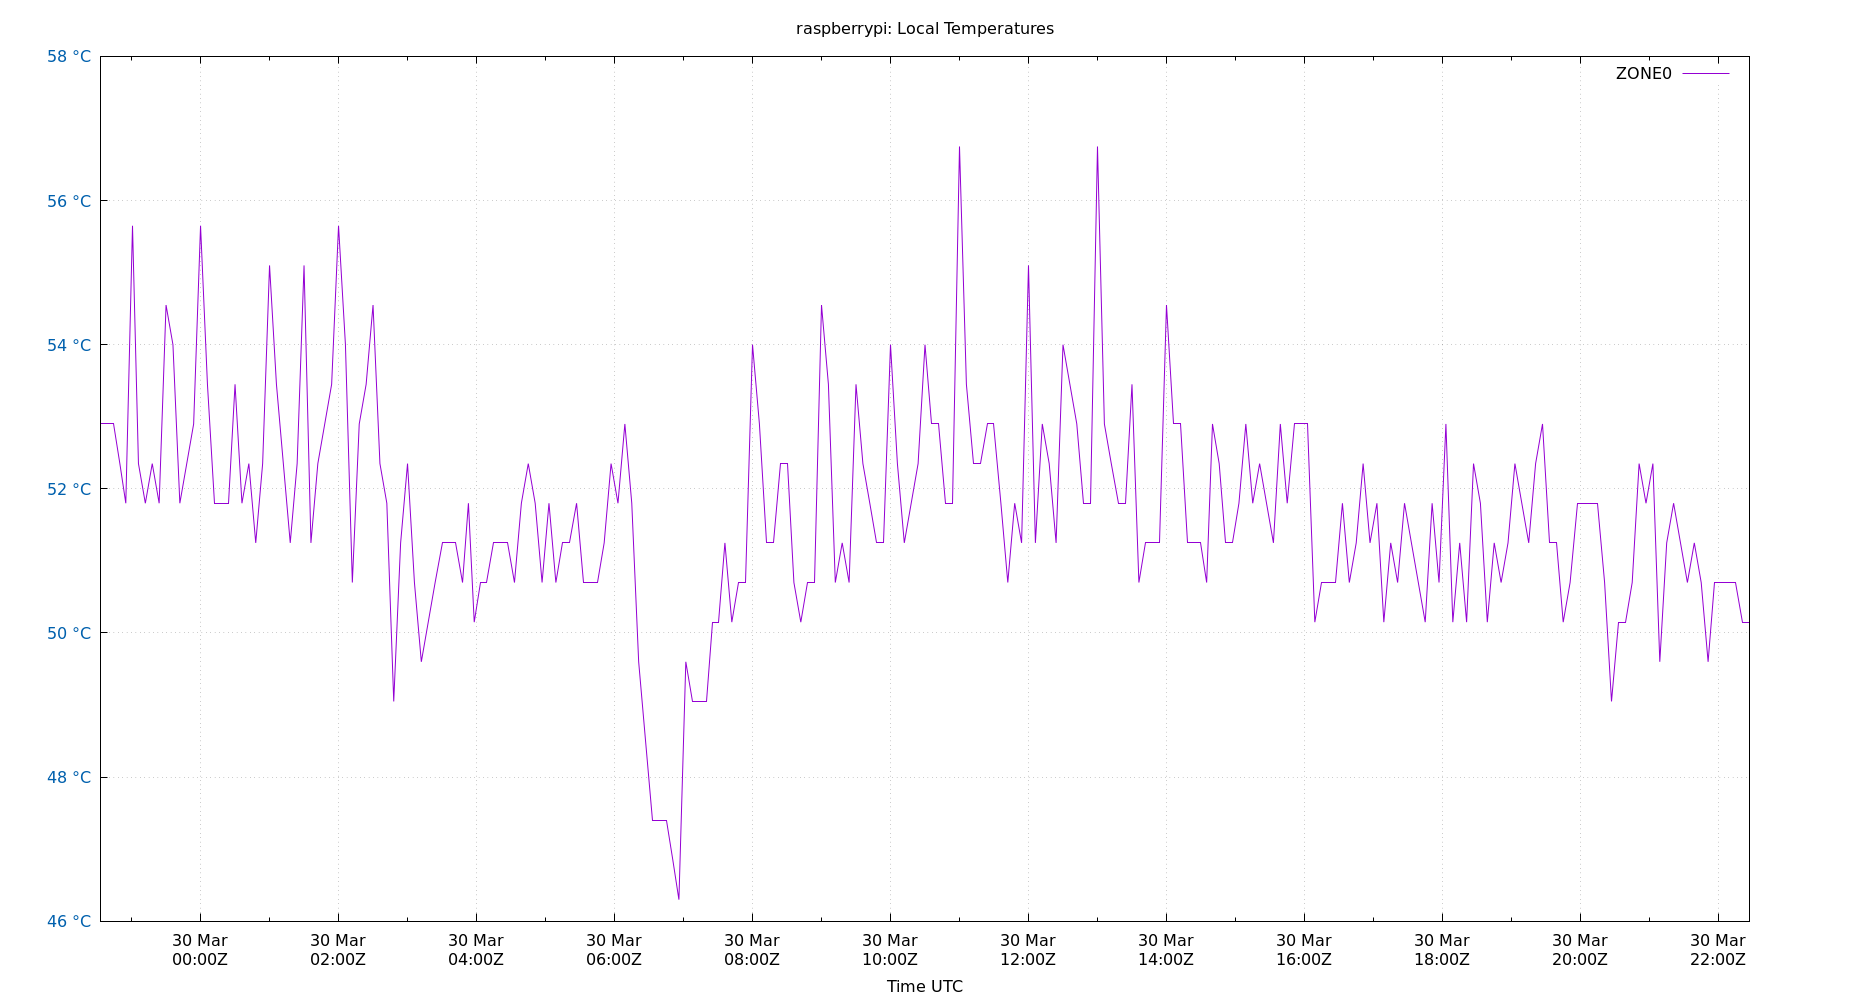 raspberrypi: Local Temperatures
58 °C
ZONE0
56 °C
54 °C
52 °C
50 °C
48 °C
46 °C
30 Mar 30 Mar 30 Mar 30 Mar 30 Mar 30 Mar 30 Mar 30 Mar 30 Mar 30 Mar 30 Mar 30 Mar
00:00Z 02:00Z 04:00Z 06:00Z 08:00Z 10:00Z 12:00Z 14:00Z 16:00Z 18:00Z 20:00Z 22:00Z
Time UTC